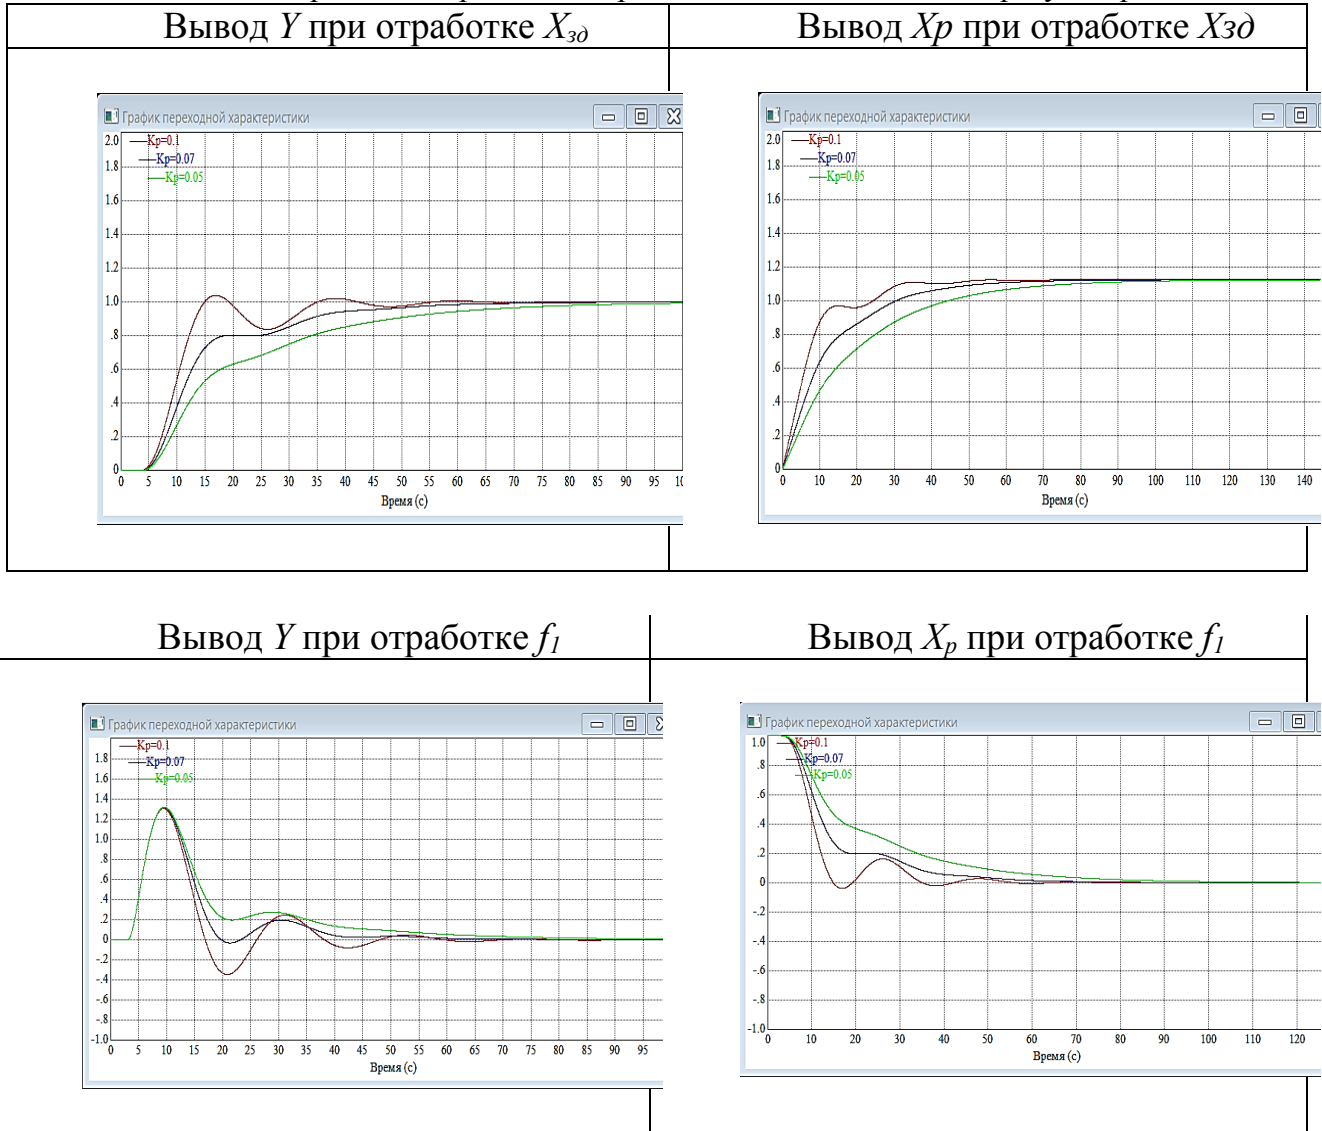 Вывод Y при отработке Xзд
Вывод Xp при отработке Xзд
График переходной характеристики
2.0
1.8
1.6
1.4
1.2
1.0
.8
.6
.4
.2
0
Kp=0.1
Kp=0.07
Kp=0.05
0 5 10 15 20 25 30 35 40 45 50 55 60 65 70 75 80 85 90 95 10
Время (с)
График переходной характеристики
2.0
1.8
1.6
1.4
1.2
1.0
.8
.6
.4
.2
0
Kp=0.1
Kp=0.07
Kp=0.05
0 10 20 30 40 50 60 70 80 90 100 110 120 130 140
Время (с)
Вывод Y при отработке f1
Вывод Xp при отработке f1
График переходной характеристики
1.8
1.6
1.4
1.2
1.0
.8
.6
.4
.2
0
-.2
-.4
-.6
-.8
-1.0
Kp=0.1
Kp=0.07
Kp=0.05
0 5 10 15 20 25 30 35 40 45 50 55 60 65 70 75 80 85 90 95
Время (с)
График переходной характеристики
1.0
.8
.6
.4
.2
0
-.2
-.4
-.6
-.8
-1.0
Kp=0.1
Kp=0.07
Kp=0.05
0 10 20 30 40 50 60 70 80 90 100 110 120
Время (с)